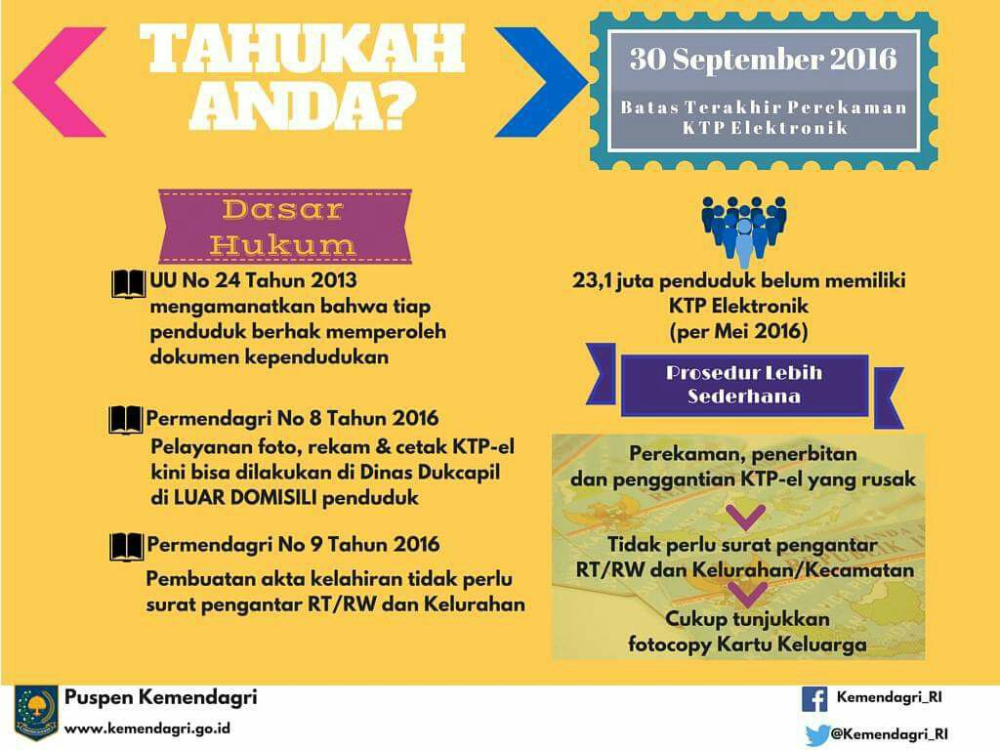 TAHUKAH
ANDA?
30 September 2016
Batas Terakhir Perekaman
KTP Elektronik
Dasar
Hukum
UU No 24 Tahun 2013
mengamanatkan bahwa tiap
penduduk berhak memperoleh
dokumen kependudukan
Permendagri No 8 Tahun 2016
Pelayanan foto, rekam & cetak KTP-el
kini bisa dilakukan di Dinas Dukcapil
di LUAR DOMISILI penduduk
Permendagri No 9 Tahun 2016
Pembuatan akta kelahiran tidak perlu
surat pengantar RT/RW dan Kelurahan
23,1 juta penduduk belum memiliki
KTP Elektronik
(per Mei 2016)
Prosedur Lebih
Sederhana
Perekaman, penerbitan
dan penggantian KTP-el yang rusak
Tidak perlu surat pengantar
RT/RW dan Kelurahan/Kecamatan
Cukup tunjukkan
fotocopy Kartu Keluarga
Puspen Kemendagri
www.kemendagri.go.id
Kemendagri_RI
@Kemendagri_RI